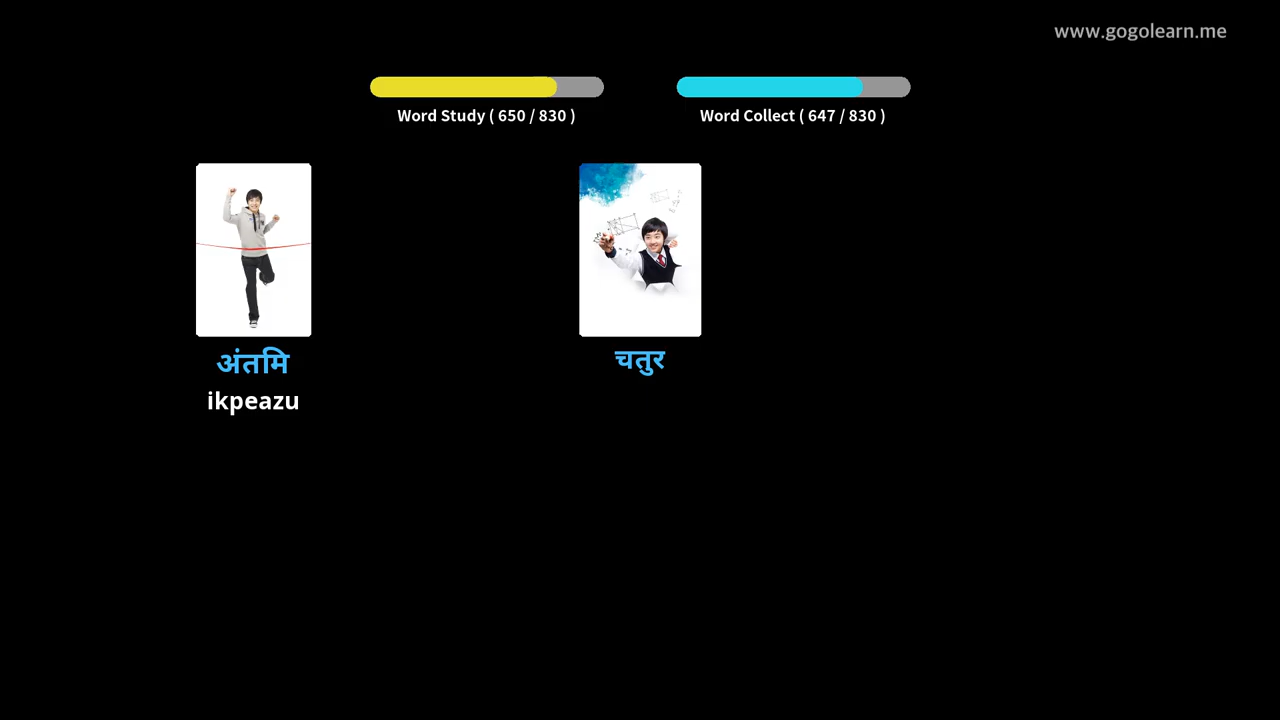 www.gogolearn.me
Word Study ( 650 / 830 )
Word Collect ( 647 / 830 )
अंतमि
चतुर
ikpeazu